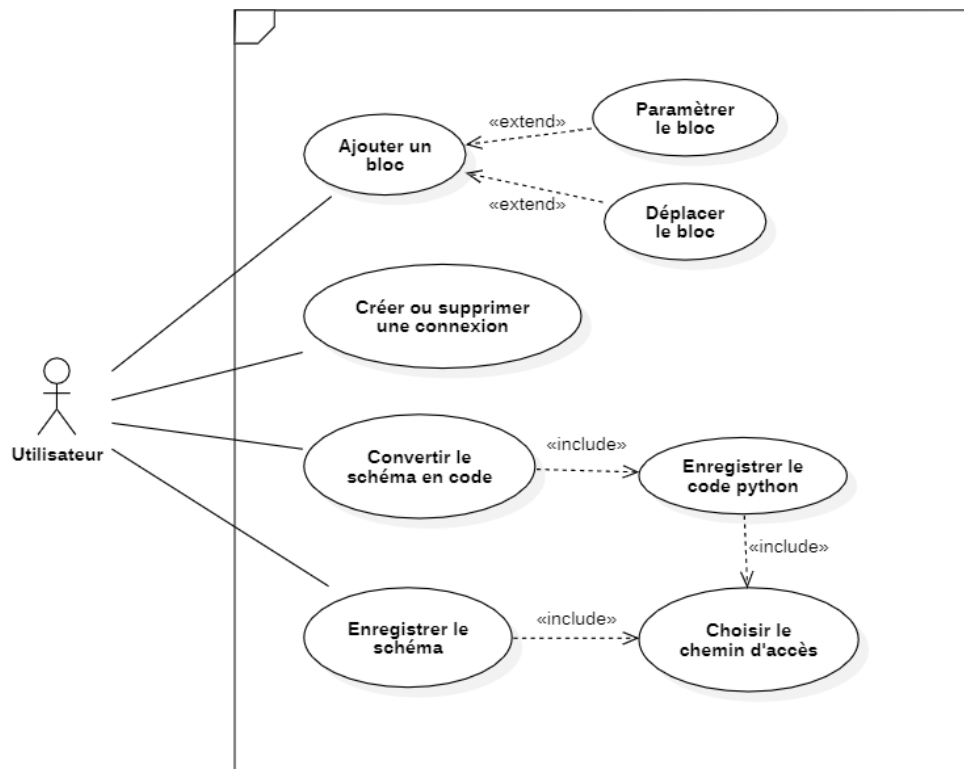 Ajouter un
bloc
«extend»
Paramètrer
le bloc
«extend»
Déplacer
le bloc
Créer ou supprimer
une connexion
Utilisateur
Convertir le
schéma en code
«include»
Enregistrer le
code python
«include»
Enregistrer le
schéma
«include»
Choisir le
chemin d'accès